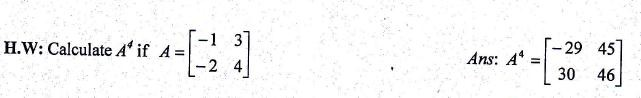 H.W: Calculate A⁴ if A = [-1 3; -2 4]
Ans: A⁴ = [-29 45; 30 46]